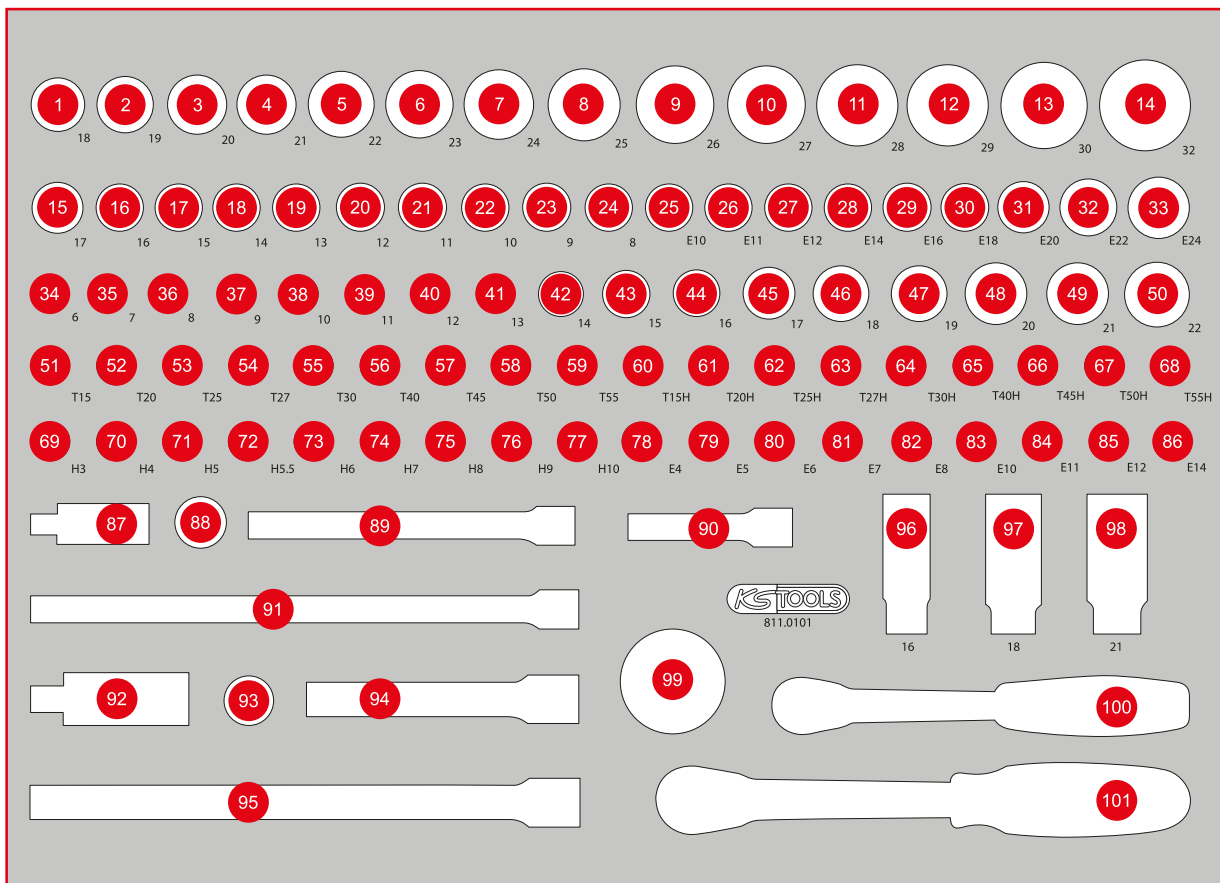 1 2 3 4 5 6 7 8 9 10 11 12 13 14
18 19 20 21 22 23 24 25 26 27 28 29 30 32
15 16 17 18 19 20 21 22 23 24 25 26 27 28 29 30 31 32 33
17 16 15 14 13 12 11 10 9 8 E10 E11 E12 E14 E16 E18 E20 E22 E24
34 35 36 37 38 39 40 41 42 43 44 45 46 47 48 49 50
6 7 8 9 10 11 12 13 14 15 16 17 18 19 20 21 22
51 52 53 54 55 56 57 58 59 60 61 62 63 64 65 66 67 68
T15 T20 T25 T27 T30 T40 T45 T50 T55 T15H T20H T25H T27H T30H T40H T45H T50H T55H
69 70 71 72 73 74 75 76 77 78 79 80 81 82 83 84 85 86
H3 H4 H5 H5.5 H6 H7 H8 H9 H10 E4 E5 E6 E7 E8 E10 E11 E12 E14
87 88 89 90 96 97 98
91
KS TOOLS
811.0101
16 18 21
92 93 94 99 100
95 101